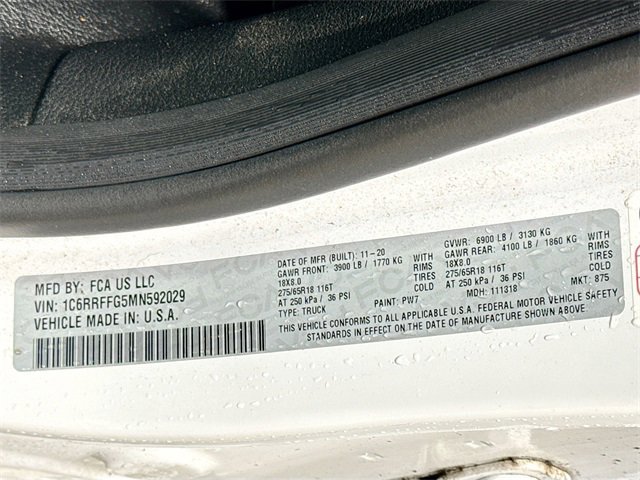 MFD BY: FCA US LLC
VIN: 1C6RRFFG5MN592029
VEHICLE MADE IN U.S.A.
DATE OF MFR (BUILT): 11-20 GVWR: 6900 LB / 3130 KG
GAWR FRONT: 3900 LB / 1770 KG WITH GAWR REAR: 4100 LB / 1860 KG WITH
18X8.0 RIMS 18X8.0 RIMS
275/65R18 116T TIRES 275/65R18 116T TIRES
AT 250 kPa / 36 PSI COLD AT 250 kPa / 36 PSI COLD
TYPE: TRUCK PAINT: PW7 MDH: 111318 MKT: 875
THIS VEHICLE CONFORMS TO ALL APPLICABLE U.S.A. FEDERAL MOTOR VEHICLE SAFETY
STANDARDS IN EFFECT ON THE DATE OF MANUFACTURE SHOWN ABOVE.